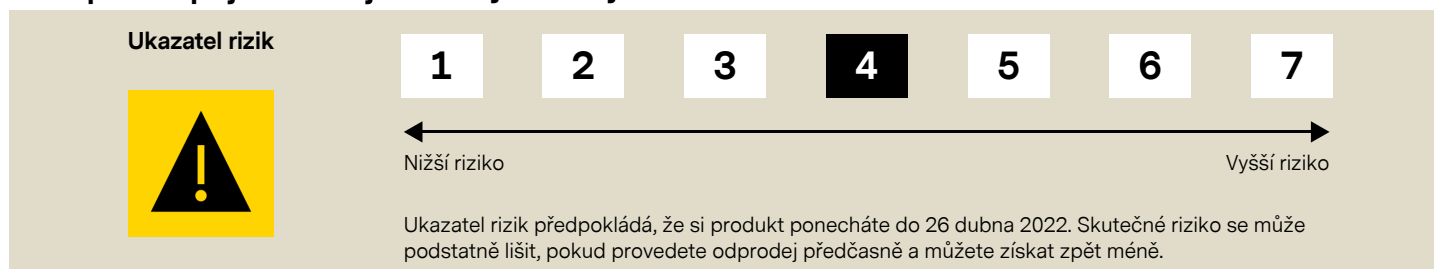 Ukazatel rizik
1 2 3 4 5 6 7
Nižší riziko Vyšší riziko
Ukazatel rizik předpokládá, že si produkt ponecháte do 26 dubna 2022. Skutečné riziko se může
podstatně lišit, pokud provedete odprodej předčasně a můžete získat zpět méně.